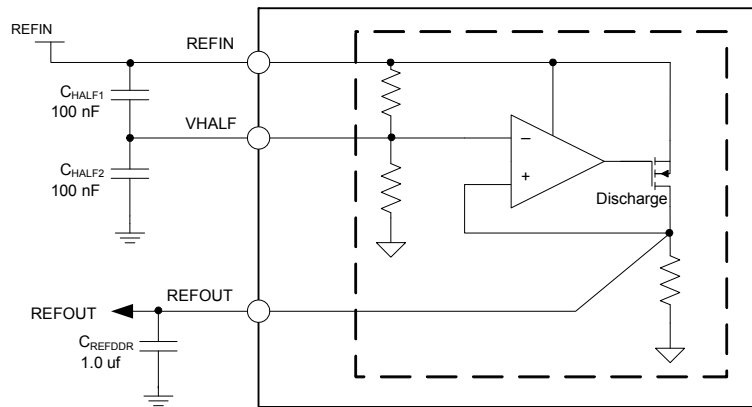 REFIN
REFIN
CHALF1
100 nF
VHALF
CHALF2
100 nF
−
+
Discharge
REFOUT
REFOUT
CREFDDR
1.0 uf